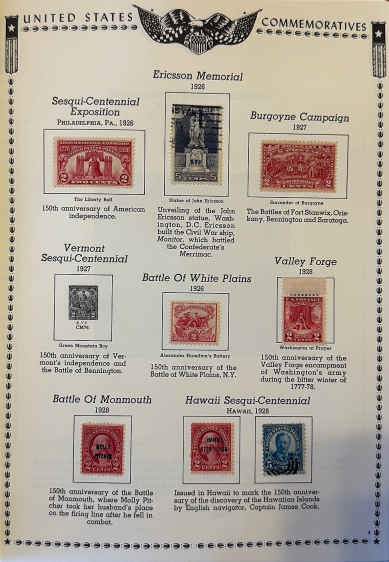 UNITED STATES
COMMEMORATIVES
Ericsson Memorial
1926
Sesqui-Centennial
Exposition
PHILADELPHIA, PA., 1926
The Liberty Bell
150th anniversary of American
independence.
Statue of John Ericsson
Unveiling of the John
Ericsson statue, Wash-
ington, D.C. Ericsson
built the Civil War ship,
Monitor, which battled
the Confederate's
Merrimac.
Burgoyne Campaign
1927
Surrender of Burgoyne
The Battles of Fort Stanwix, Oris-
kany, Bennington and Saratoga.
Vermont
Sesqui-Centennial
1927
Green Mountain Boy
150th anniversary of Ver-
mont's independence and
the Battle of Bennington.
Battle Of White Plains
1926
Alexander Hamilton's Battery
150th anniversary of the
Battle of White Plains, N.Y.
Valley Forge
1928
Washington at Prayer
150th anniversary of the
Valley Forge encampment
of Washington's army
during the bitter winter of
1777-78.
Battle Of Monmouth
1928
MOLLY
PITCHER
150th anniversary of the Battle
of Monmouth, where Molly Pit-
cher took her husband's place
on the firing line after he fell in
combat.
Hawaii Sesqui-Centennial
HAWAII, 1928
HAWAII
Issued in Hawaii to mark the 150th anniver-
sary of the discovery of the Hawaiian Islands
by English navigator, Captain James Cook.